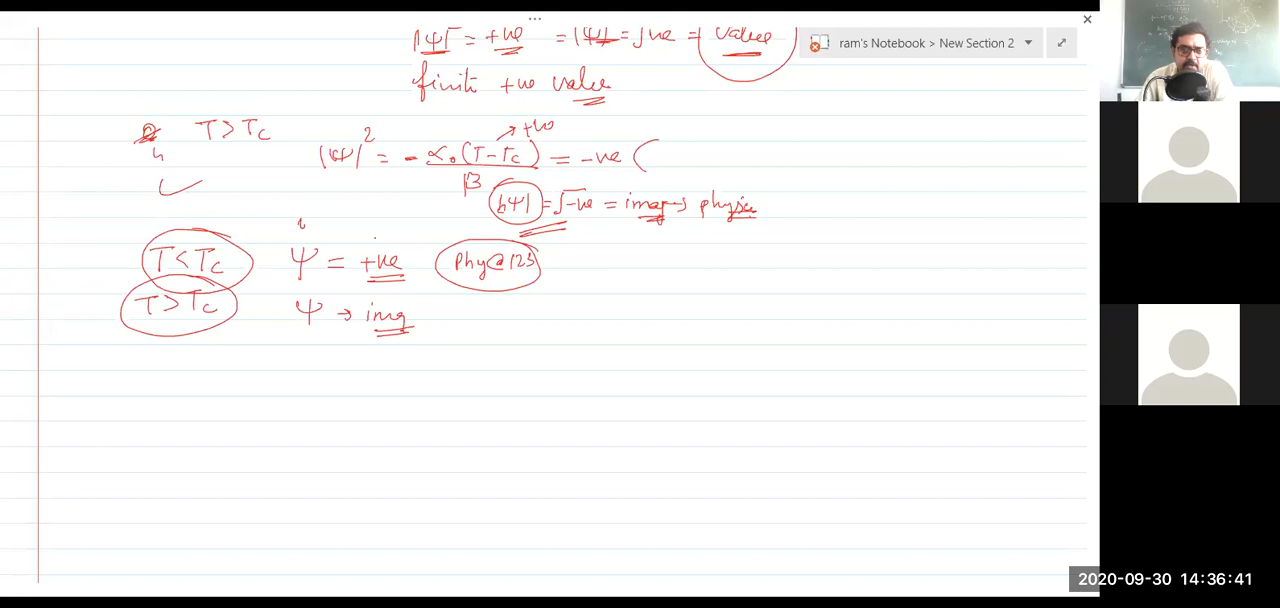 |Ψ|² = +ve = |Ψ| = √+ve = value
ram's Notebook > New Section 2
finite +ve value
T > Tc
→ +ve
|Ψ|² = - α₀(T - Tc) / β = -ve (
|Ψ| = √-ve = imag → physics
T < Tc Ψ = +ve Phy@123
T > Tc Ψ → img
2020-09-30 14:36:41